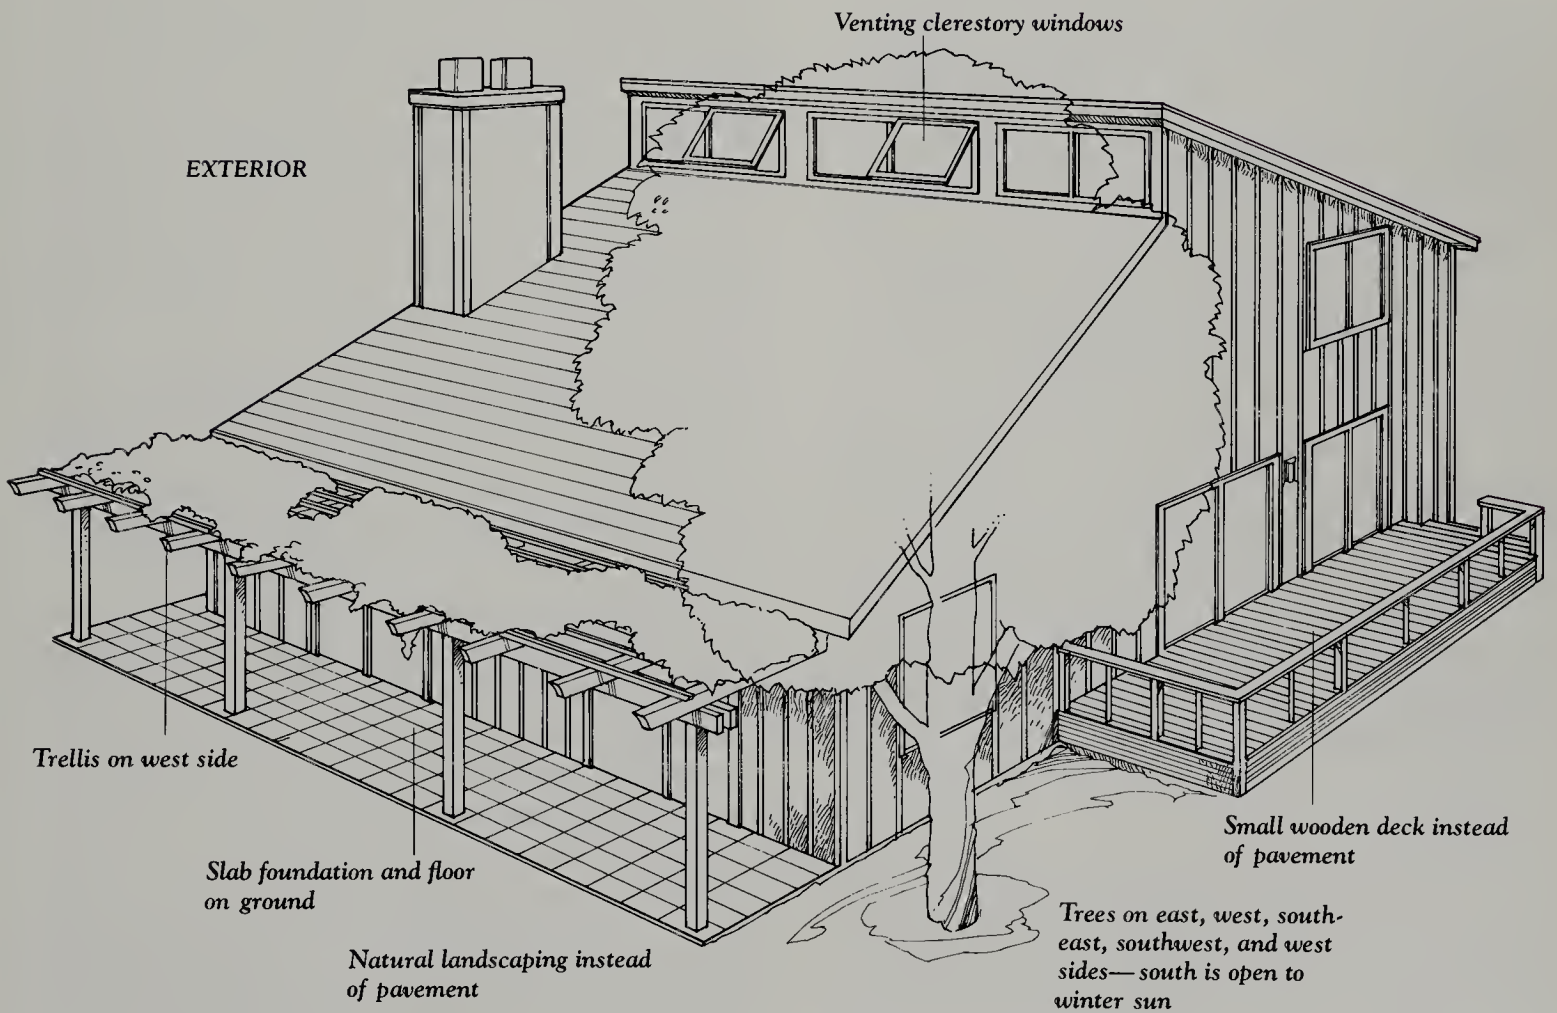 Venting clerestory windows
EXTERIOR
Trellis on west side
Slab foundation and floor
on ground
Natural landscaping instead
of pavement
Small wooden deck instead
of pavement
Trees on east, west, south-
east, southwest, and west
sides—south is open to
winter sun